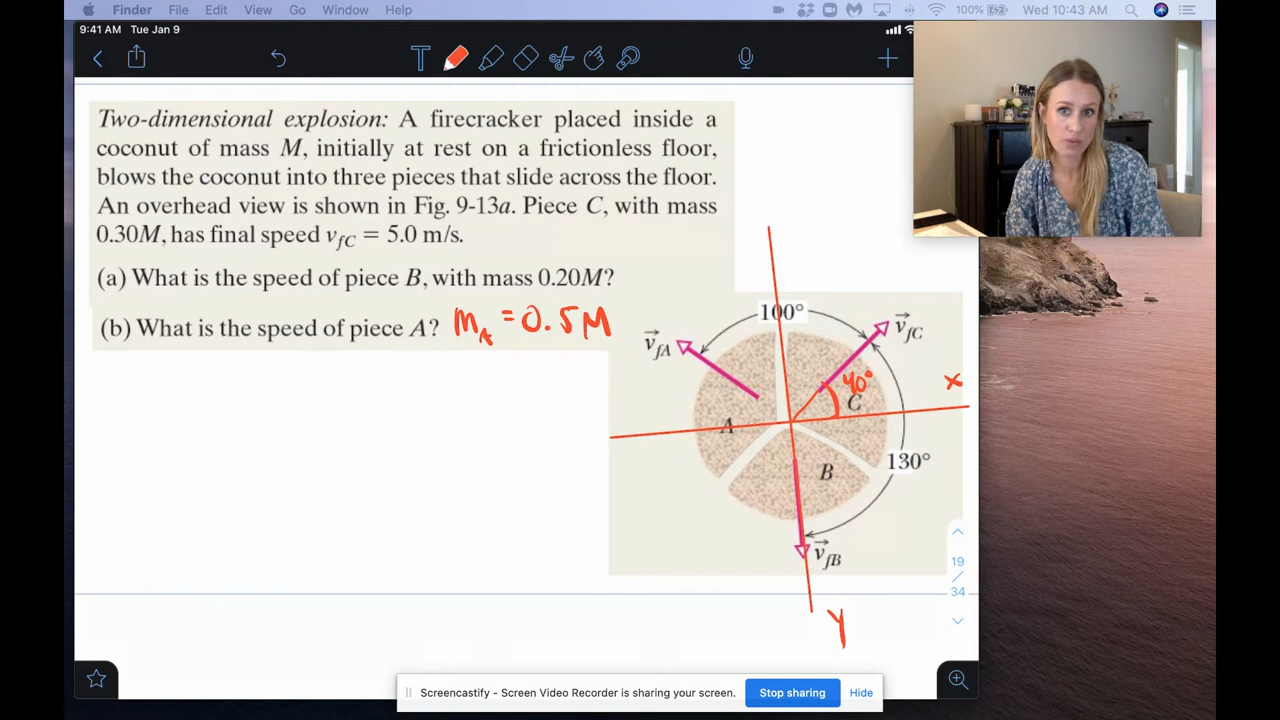 Finder File Edit View Go Window Help 100% Wed 10:43 AM
9:41 AM Tue Jan 9
T
Two-dimensional explosion: A firecracker placed inside a
coconut of mass M, initially at rest on a frictionless floor,
blows the coconut into three pieces that slide across the floor.
An overhead view is shown in Fig. 9-13a. Piece C, with mass
0.30M, has final speed v_fC = 5.0 m/s.
(a) What is the speed of piece B, with mass 0.20M?
(b) What is the speed of piece A? m_A = 0.5M
100°
v⃗_fA
v⃗_fC
40°
x
C
A
B
130°
v⃗_fB
y
19
/
34
Screencastify - Screen Video Recorder is sharing your screen. Stop sharing Hide